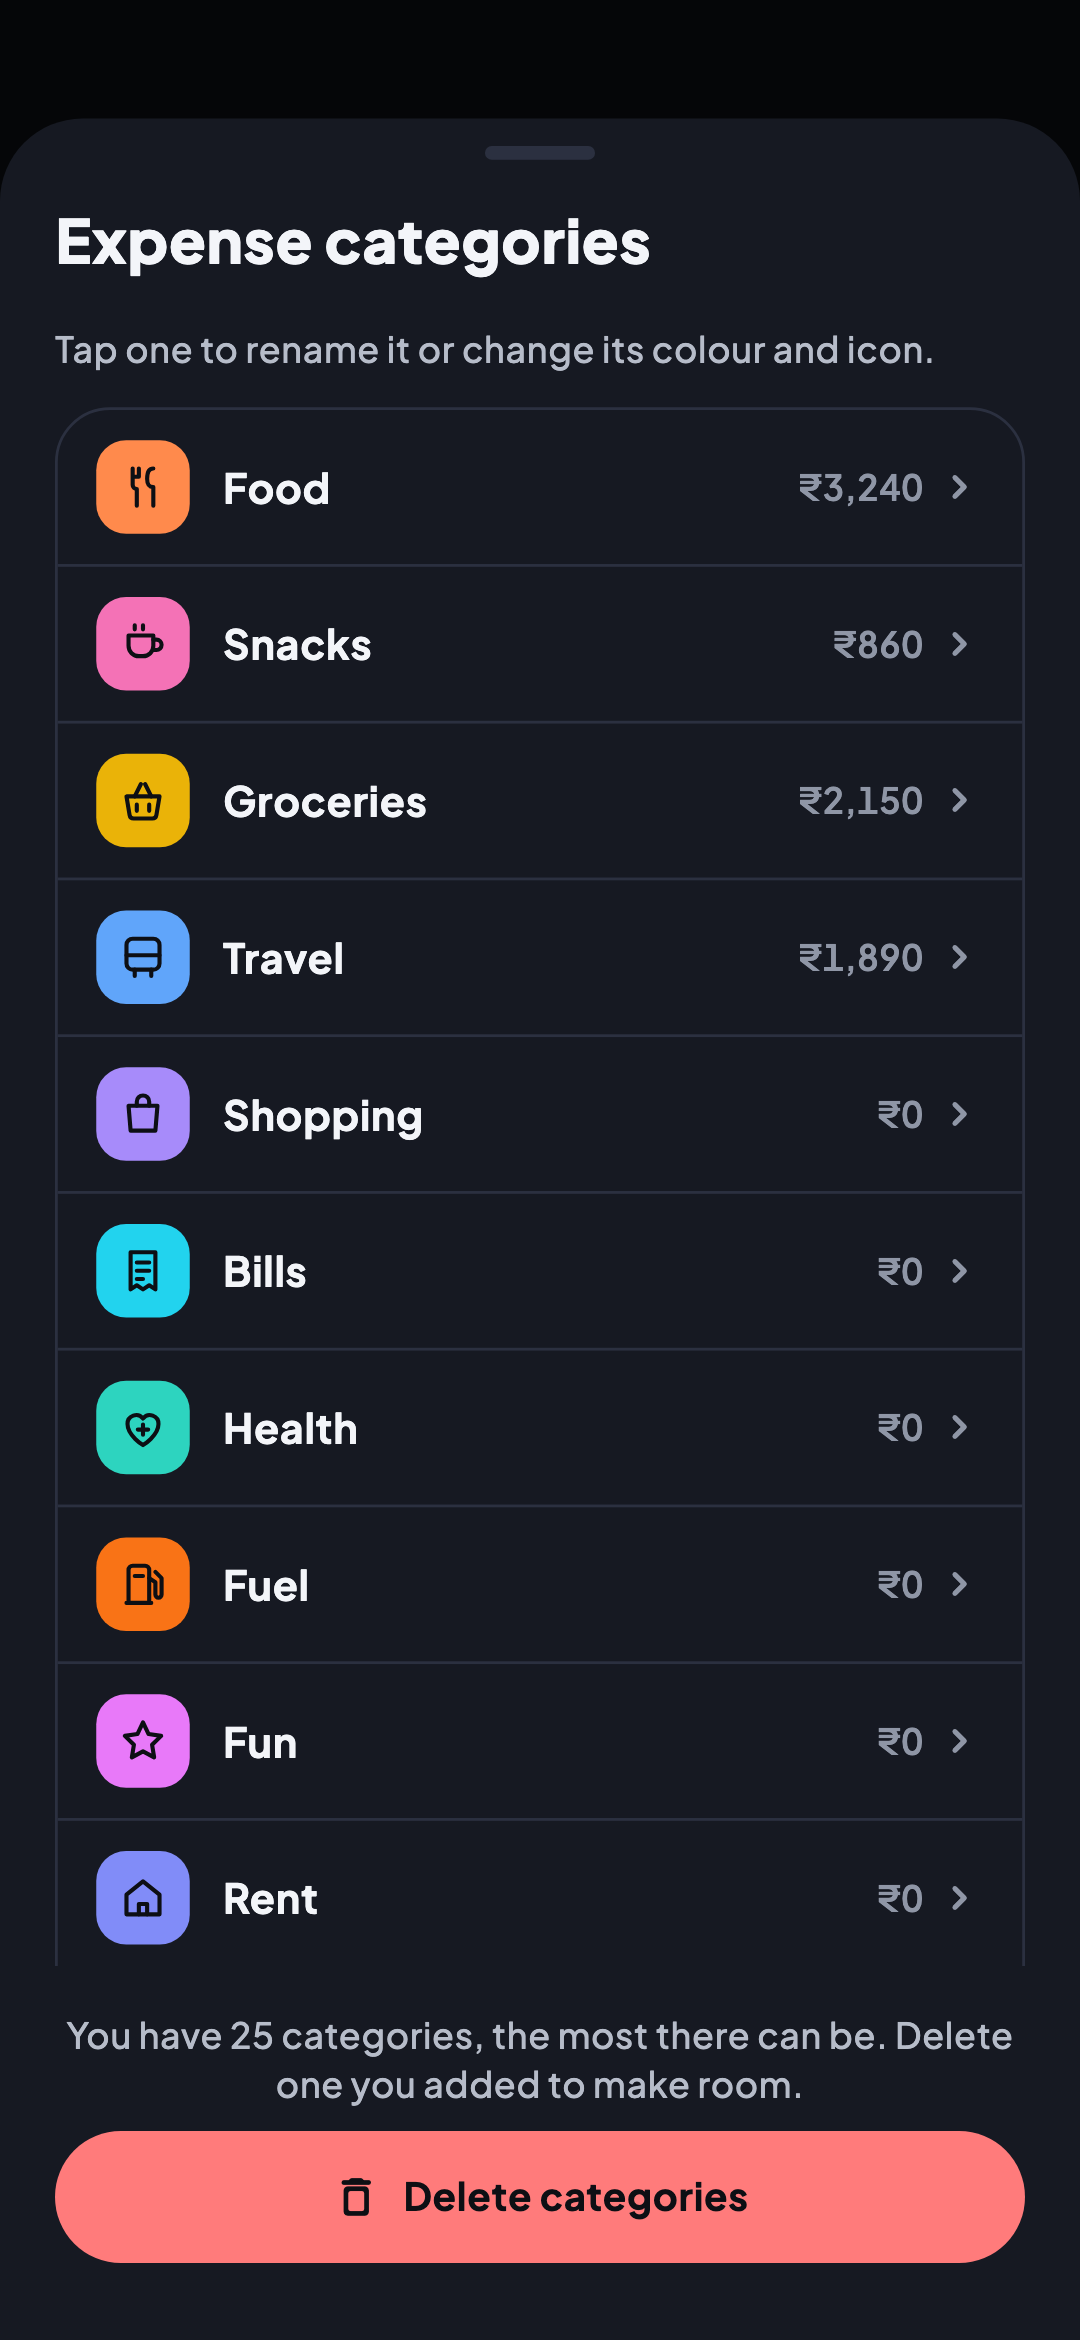 Expense categories
Tap one to rename it or change its colour and icon.
Food ₹3,240
Snacks ₹860
Groceries ₹2,150
Travel ₹1,890
Shopping ₹0
Bills ₹0
Health ₹0
Fuel ₹0
Fun ₹0
Rent ₹0
You have 25 categories, the most there can be. Delete
one you added to make room.
Delete categories